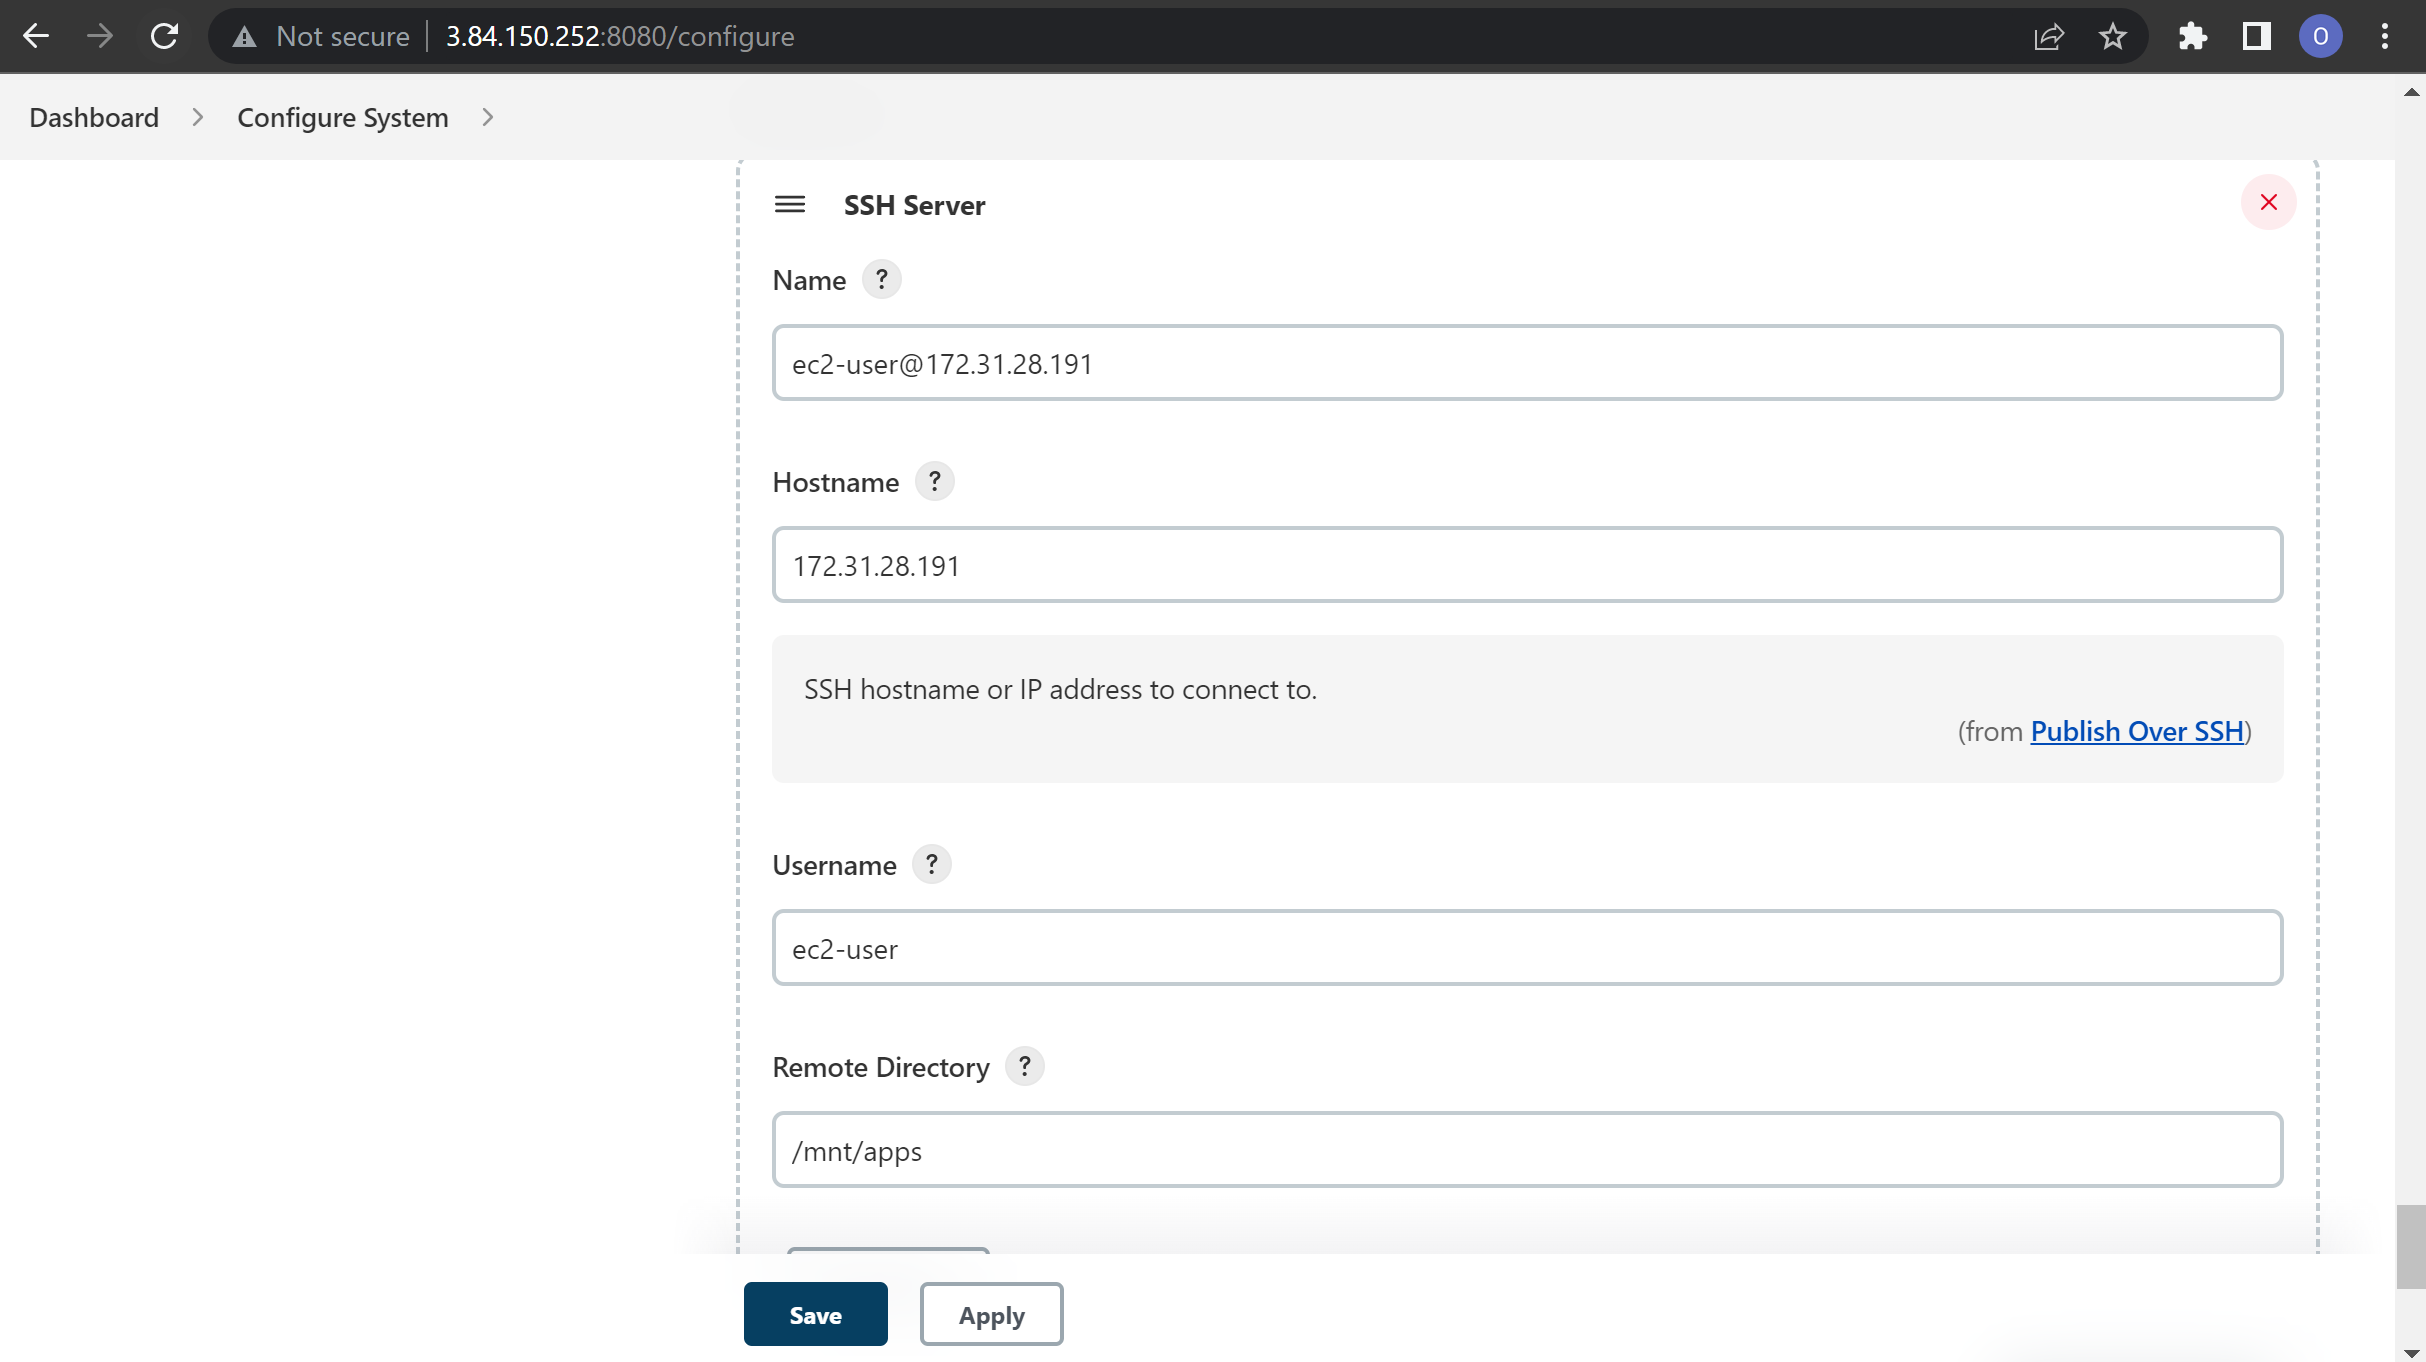 Not secure 3.84.150.252:8080/configure O
Dashboard Configure System
SSH Server
Name ?
ec2-user@172.31.28.191
Hostname ?
172.31.28.191
SSH hostname or IP address to connect to.
(from Publish Over SSH)
Username ?
ec2-user
Remote Directory ?
/mnt/apps
Save Apply